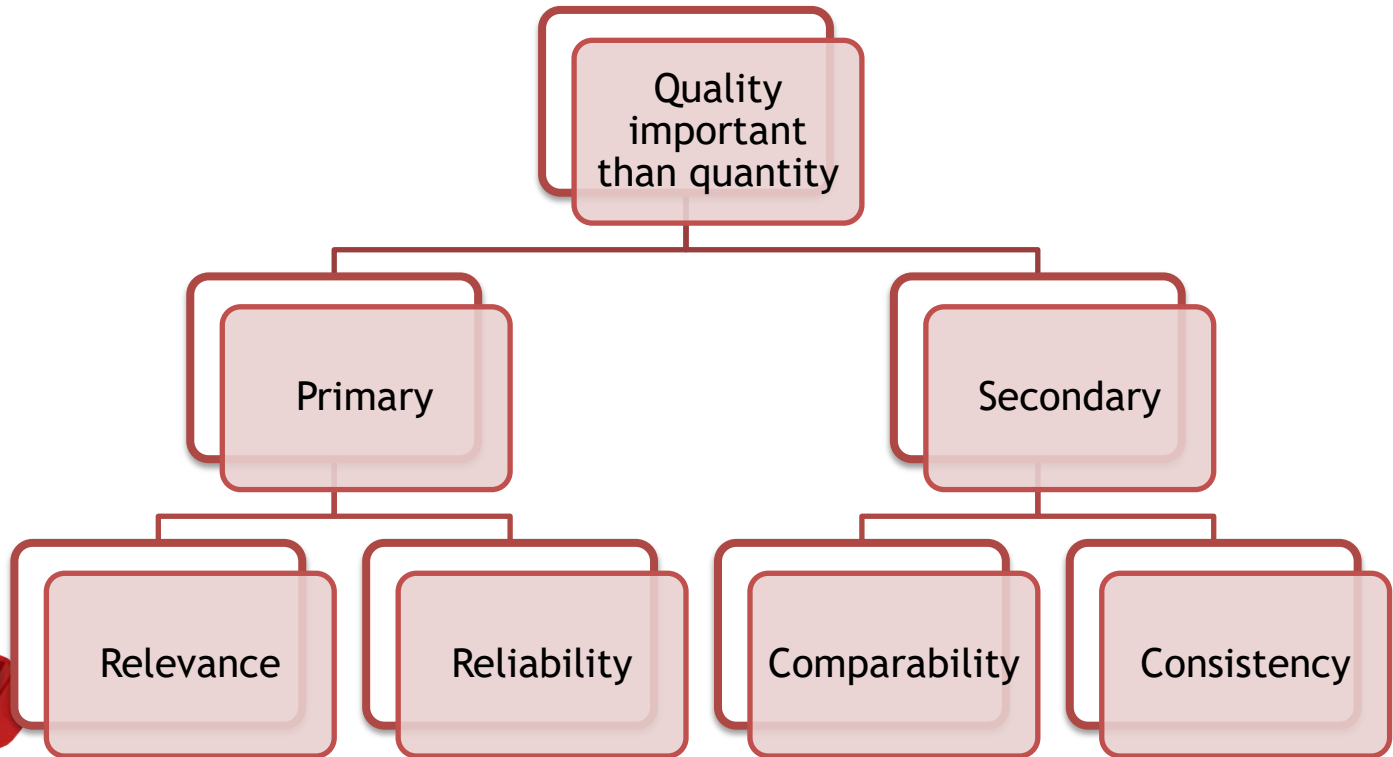 Quality
important
than quantity
Primary
Secondary
Relevance
Reliability
Comparability
Consistency